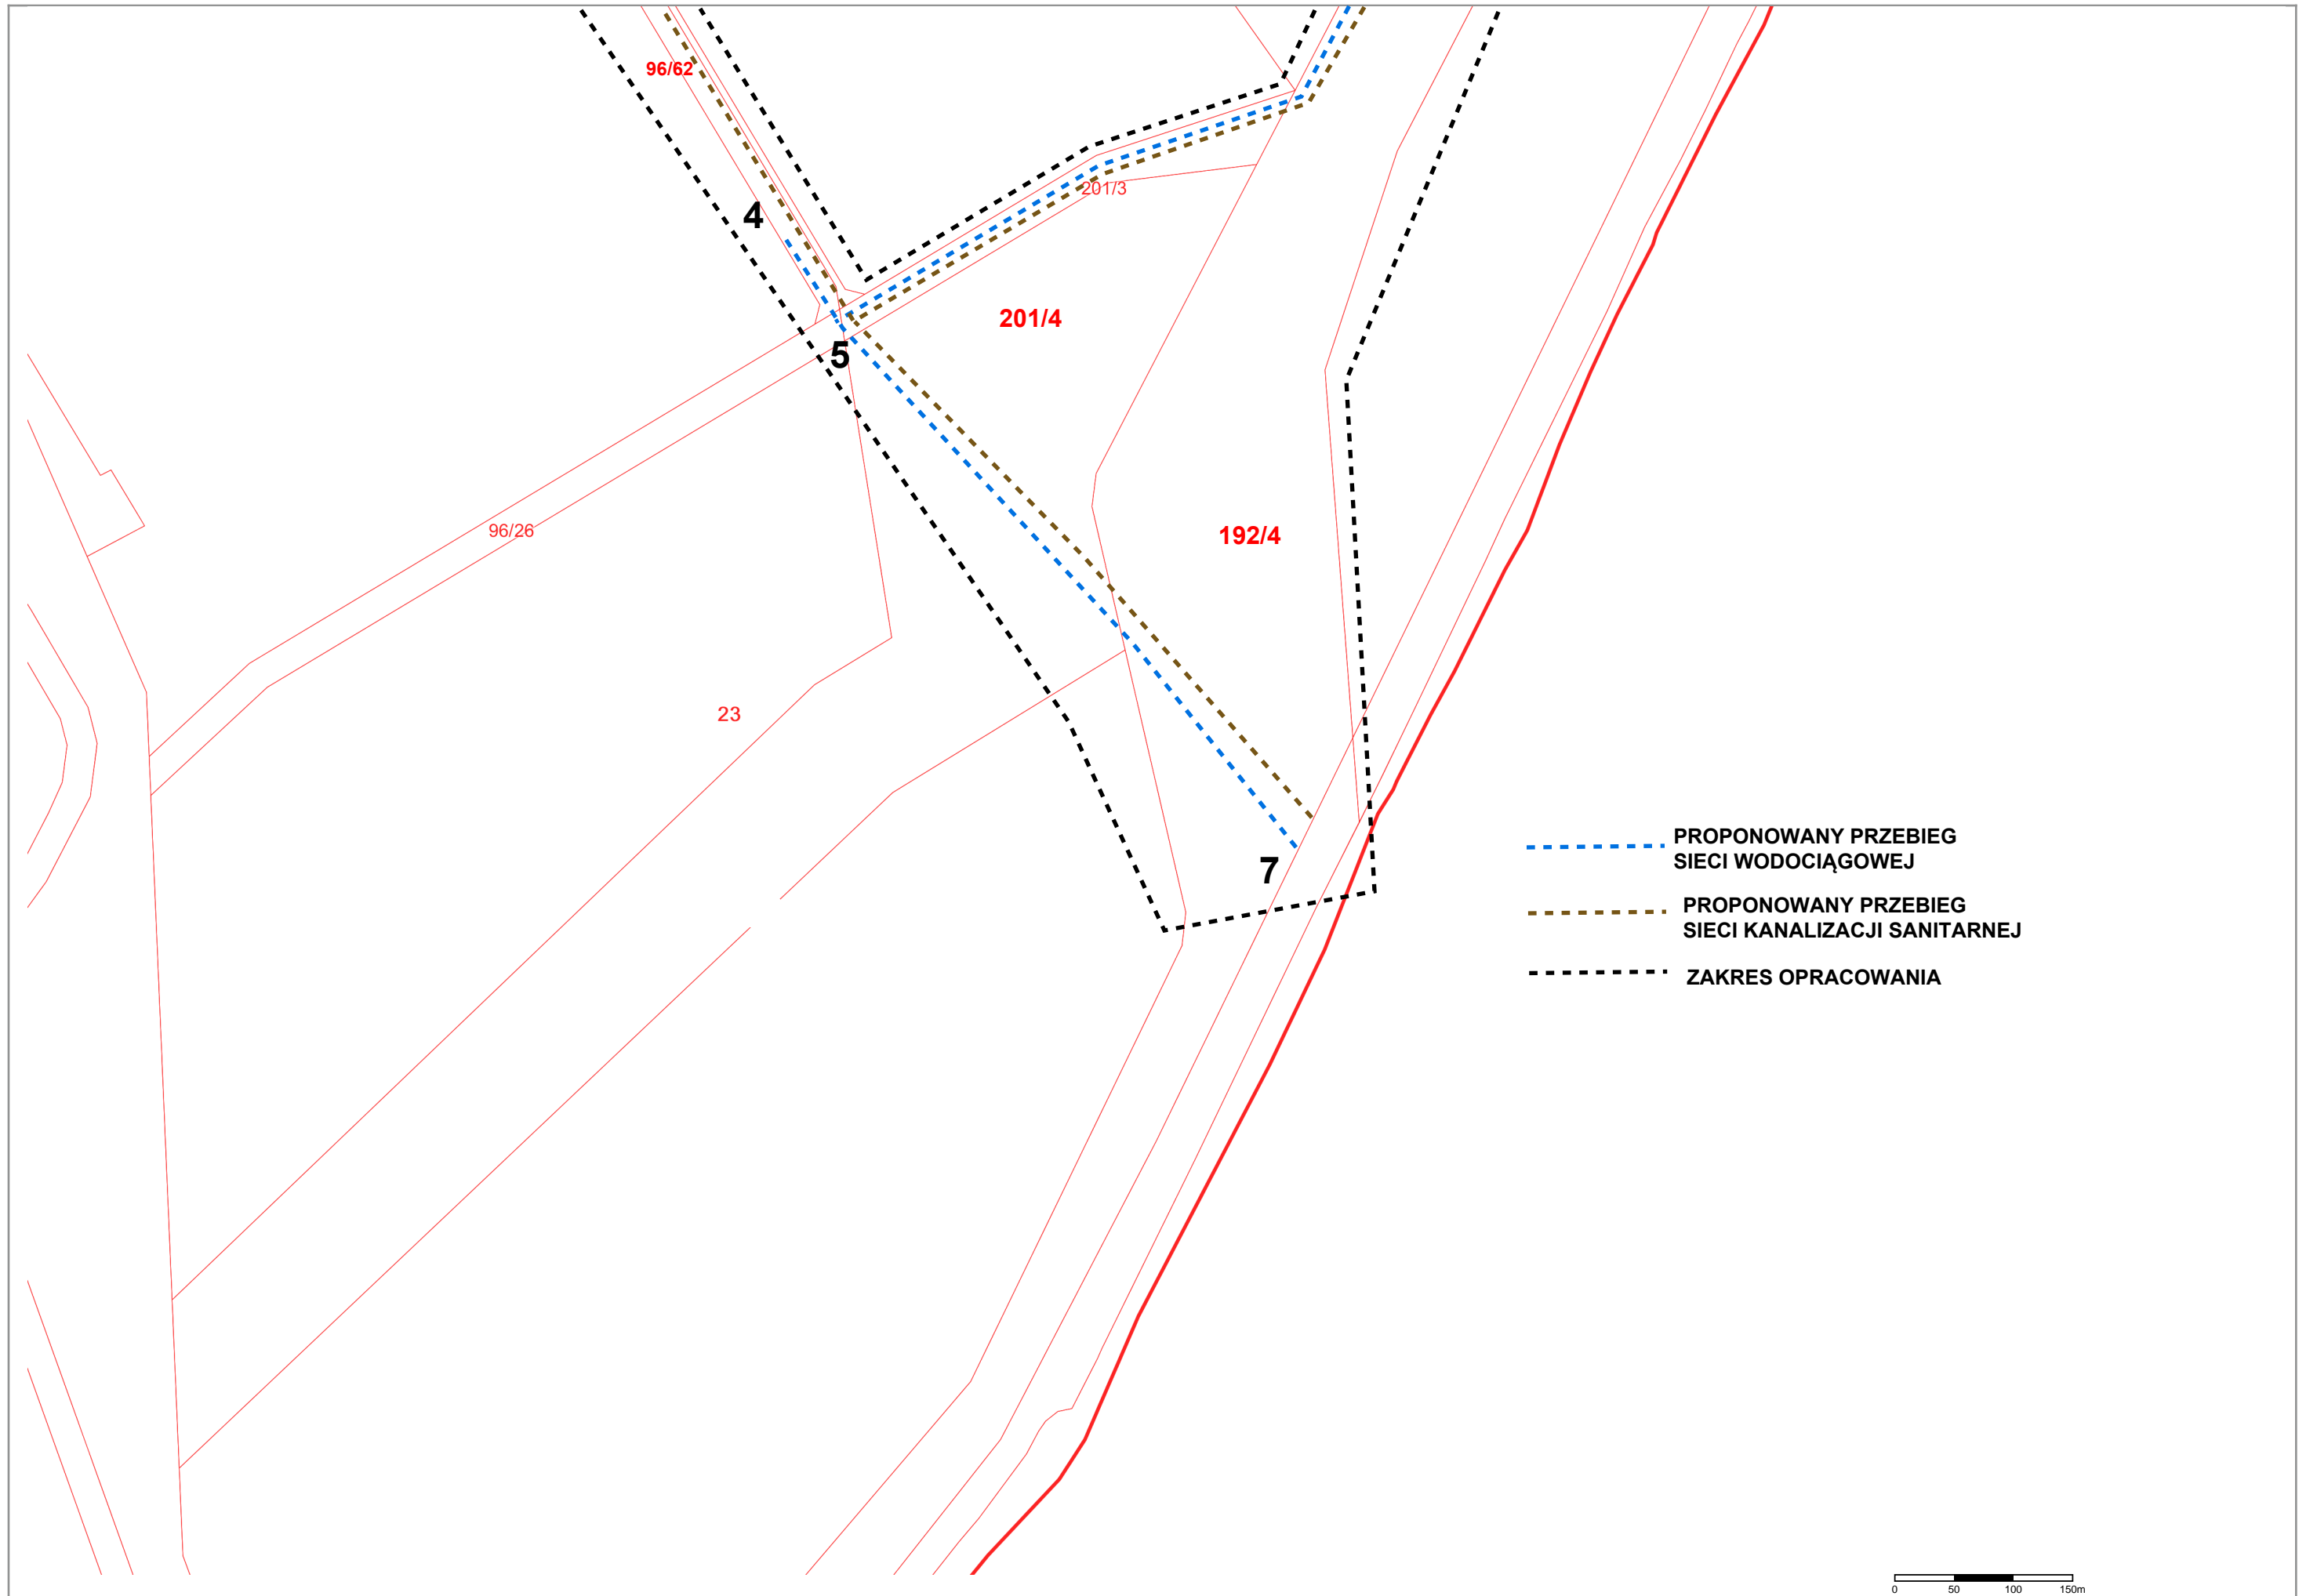 96/62
4
201/3
201/4
5
96/26
192/4
23
7
PROPONOWANY PRZEBIEG
SIECI WODOCIĄGOWEJ
PROPONOWANY PRZEBIEG
SIECI KANALIZACJI SANITARNEJ
ZAKRES OPRACOWANIA
0 50 100 150m